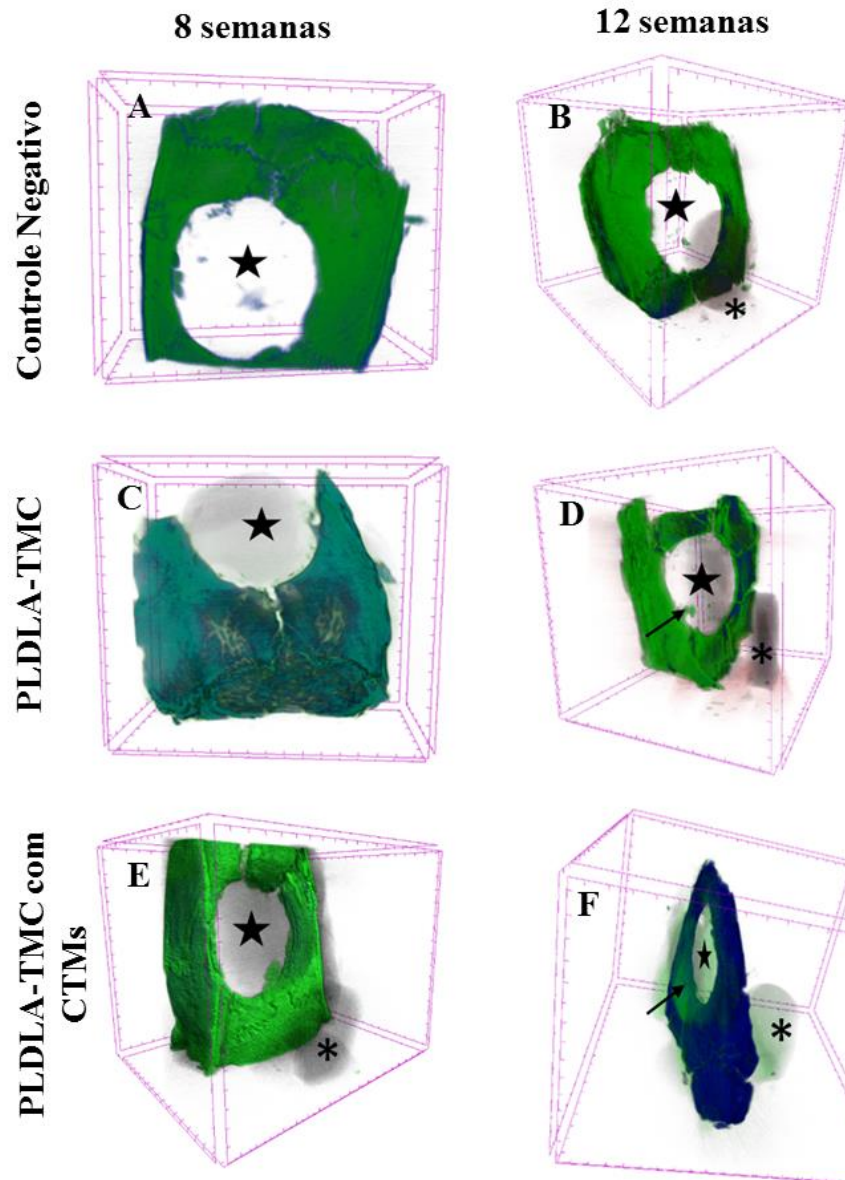 8 semanas
12 semanas
Controle Negativo
A
B
*
PLDLA-TMC
C
D
*
PLDLA-TMC com
CTMs
E
*
F
*